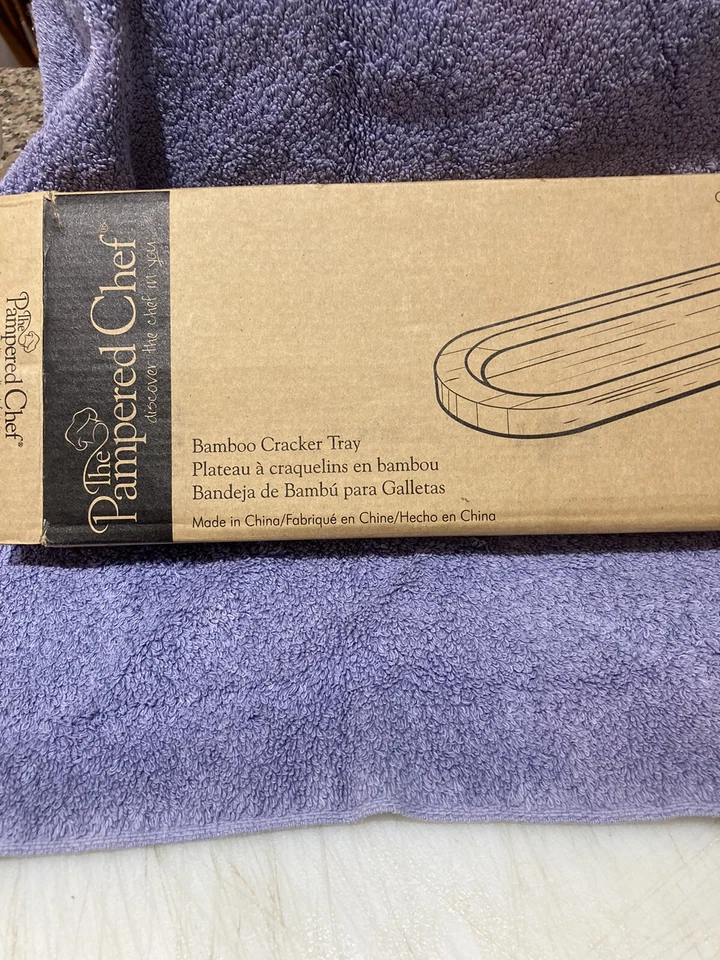 The
Pampered Chef®
The
Pampered Chef®
discover the chef in you
Bamboo Cracker Tray
Plateau à craquelins en bambou
Bandeja de Bambú para Galletas
Made in China/Fabriqué en Chine/Hecho en China